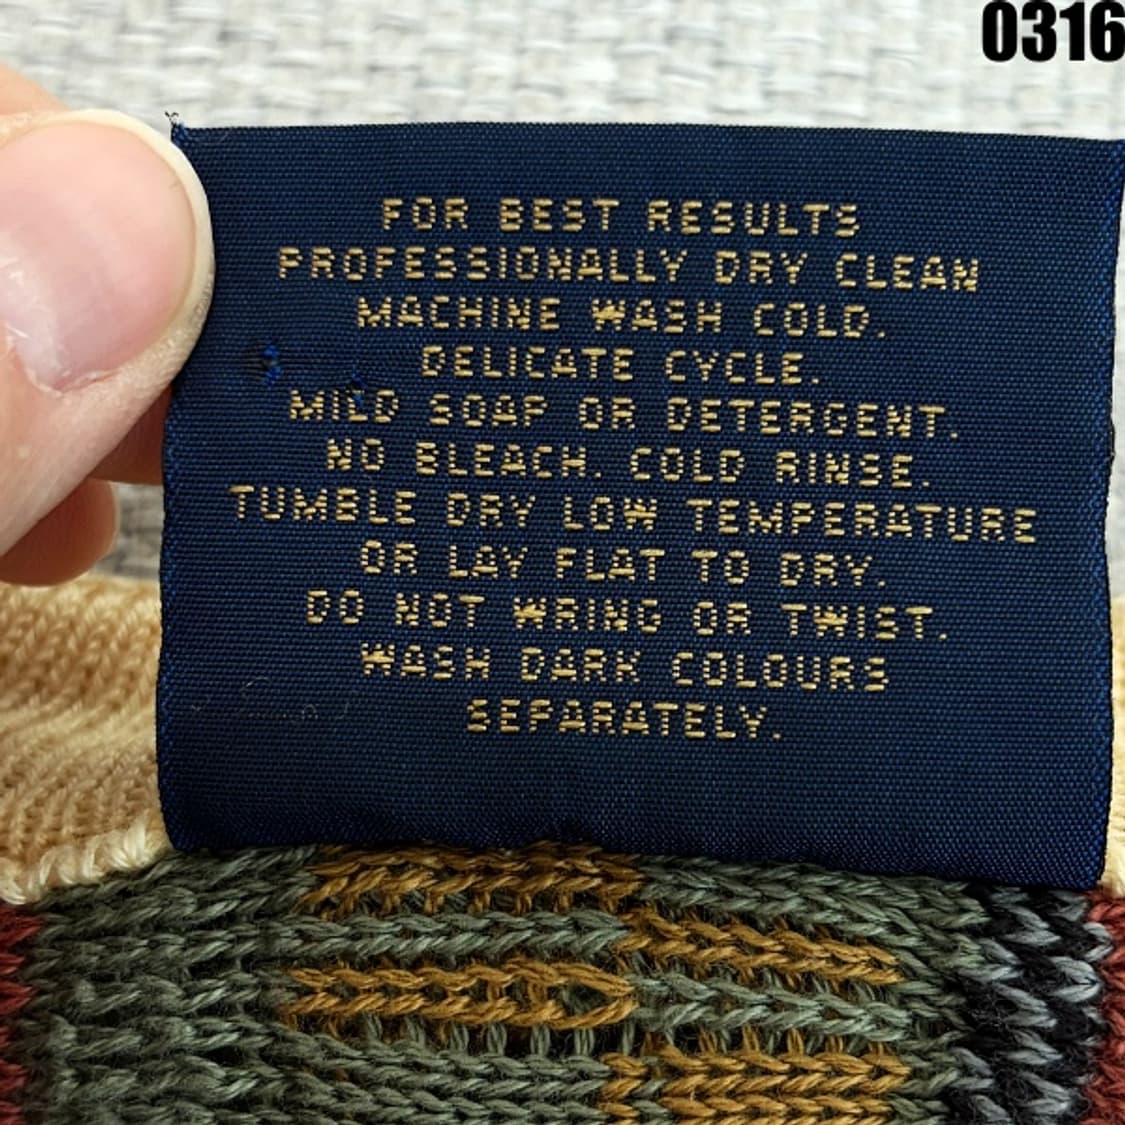 0316
FOR BEST RESULTS
PROFESSIONALLY DRY CLEAN
MACHINE WASH COLD.
DELICATE CYCLE.
MILD SOAP OR DETERGENT.
NO BLEACH. COLD RINSE.
TUMBLE DRY LOW TEMPERATURE
OR LAY FLAT TO DRY.
DO NOT WRING OR TWIST.
WASH DARK COLOURS
SEPARATELY.